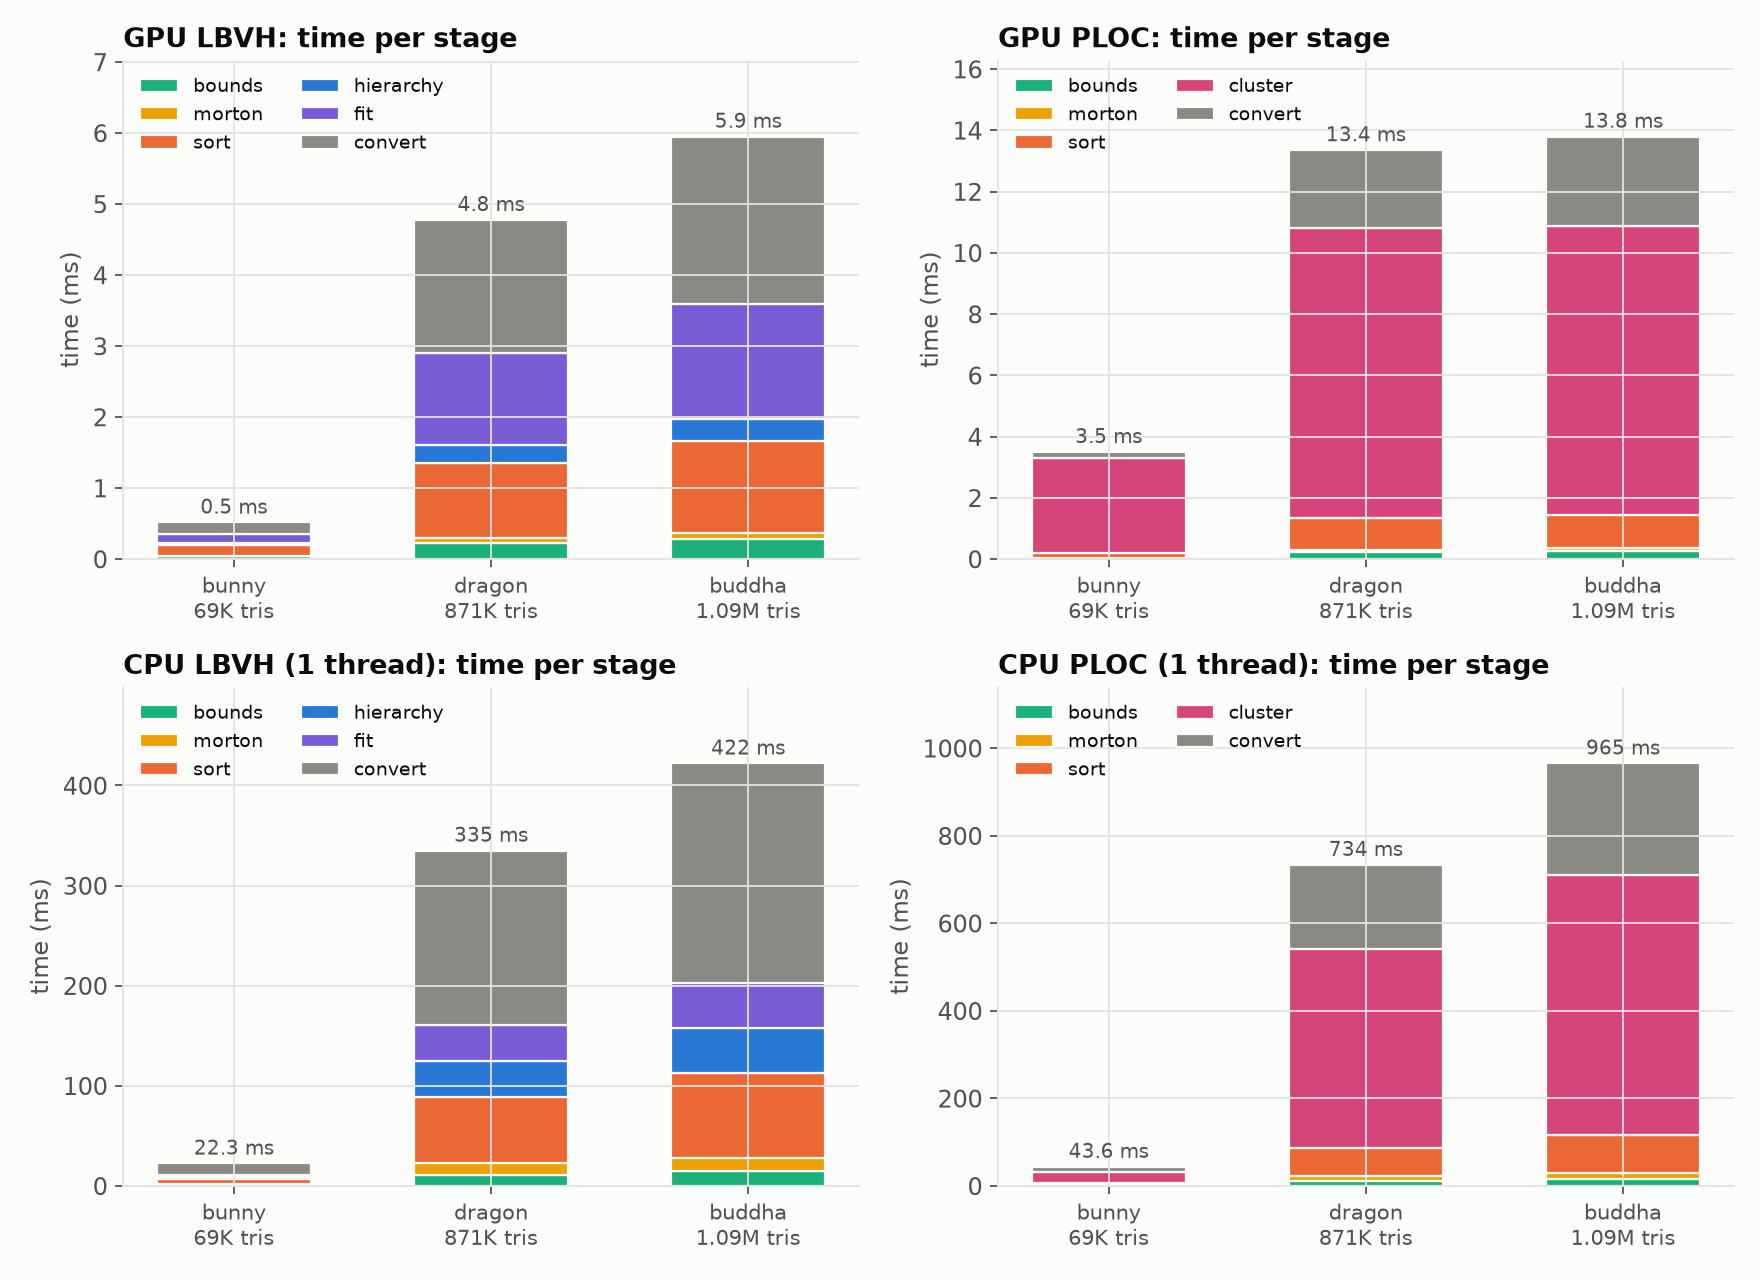 GPU LBVH: time per stage
bounds
morton
sort
hierarchy
fit
convert
time (ms)
7
6
5
4
3
2
1
0
0.5 ms
4.8 ms
5.9 ms
bunny
69K tris
dragon
871K tris
buddha
1.09M tris
GPU PLOC: time per stage
bounds
morton
sort
cluster
convert
time (ms)
16
14
12
10
8
6
4
2
0
3.5 ms
13.4 ms
13.8 ms
bunny
69K tris
dragon
871K tris
buddha
1.09M tris
CPU LBVH (1 thread): time per stage
bounds
morton
sort
hierarchy
fit
convert
time (ms)
400
300
200
100
0
22.3 ms
335 ms
422 ms
bunny
69K tris
dragon
871K tris
buddha
1.09M tris
CPU PLOC (1 thread): time per stage
bounds
morton
sort
cluster
convert
time (ms)
1000
800
600
400
200
0
43.6 ms
734 ms
965 ms
bunny
69K tris
dragon
871K tris
buddha
1.09M tris